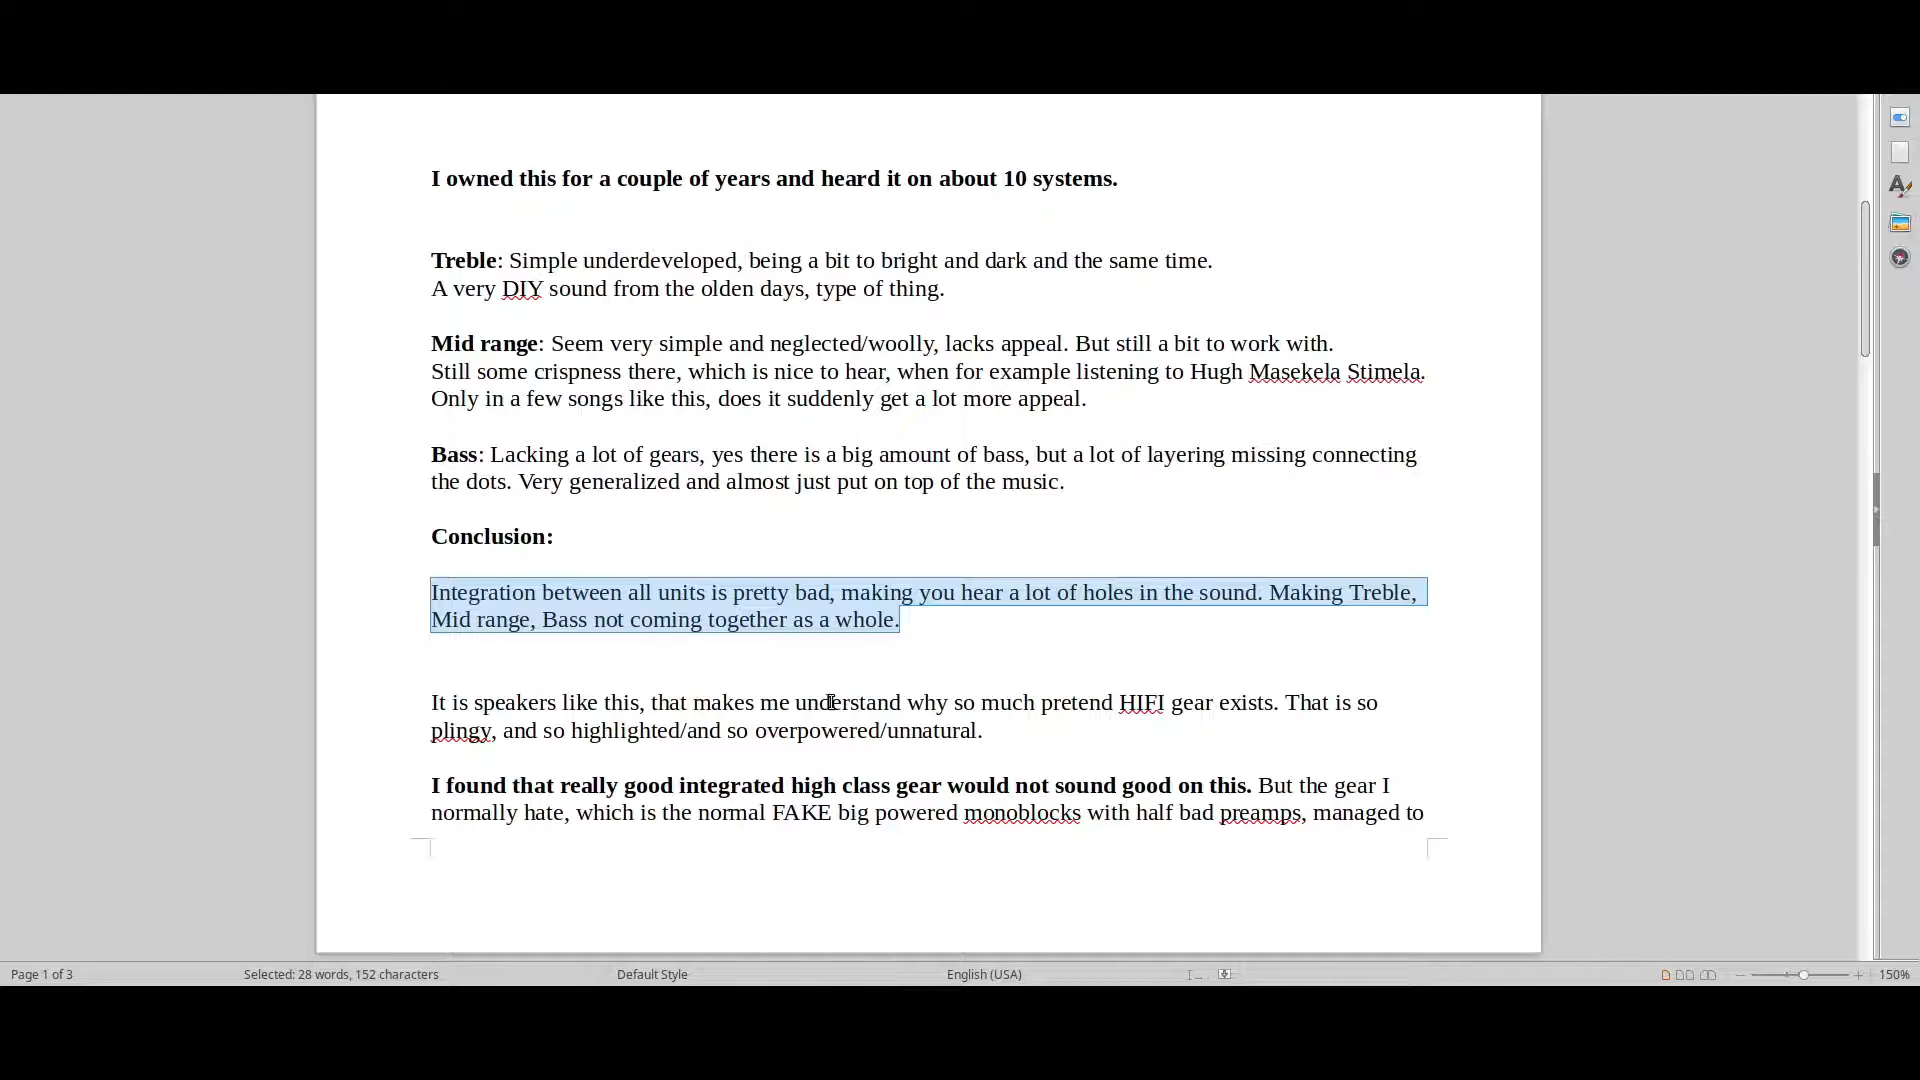 I owned this for a couple of years and heard it on about 10 systems.
Treble: Simple underdeveloped, being a bit to bright and dark and the same time.
A very DIY sound from the olden days, type of thing.
Mid range: Seem very simple and neglected/woolly, lacks appeal. But still a bit to work with.
Still some crispness there, which is nice to hear, when for example listening to Hugh Masekela Stimela.
Only in a few songs like this, does it suddenly get a lot more appeal.
Bass: Lacking a lot of gears, yes there is a big amount of bass, but a lot of layering missing connecting
the dots. Very generalized and almost just put on top of the music.
Conclusion:
Integration between all units is pretty bad, making you hear a lot of holes in the sound. Making Treble,
Mid range, Bass not coming together as a whole.
It is speakers like this, that makes me understand why so much pretend HIFI gear exists. That is so
plingy, and so highlighted/and so overpowered/unnatural.
I found that really good integrated high class gear would not sound good on this. But the gear I
normally hate, which is the normal FAKE big powered monoblocks with half bad preamps, managed to
Page 1 of 3 Selected: 28 words, 152 characters Default Style English (USA) 150%